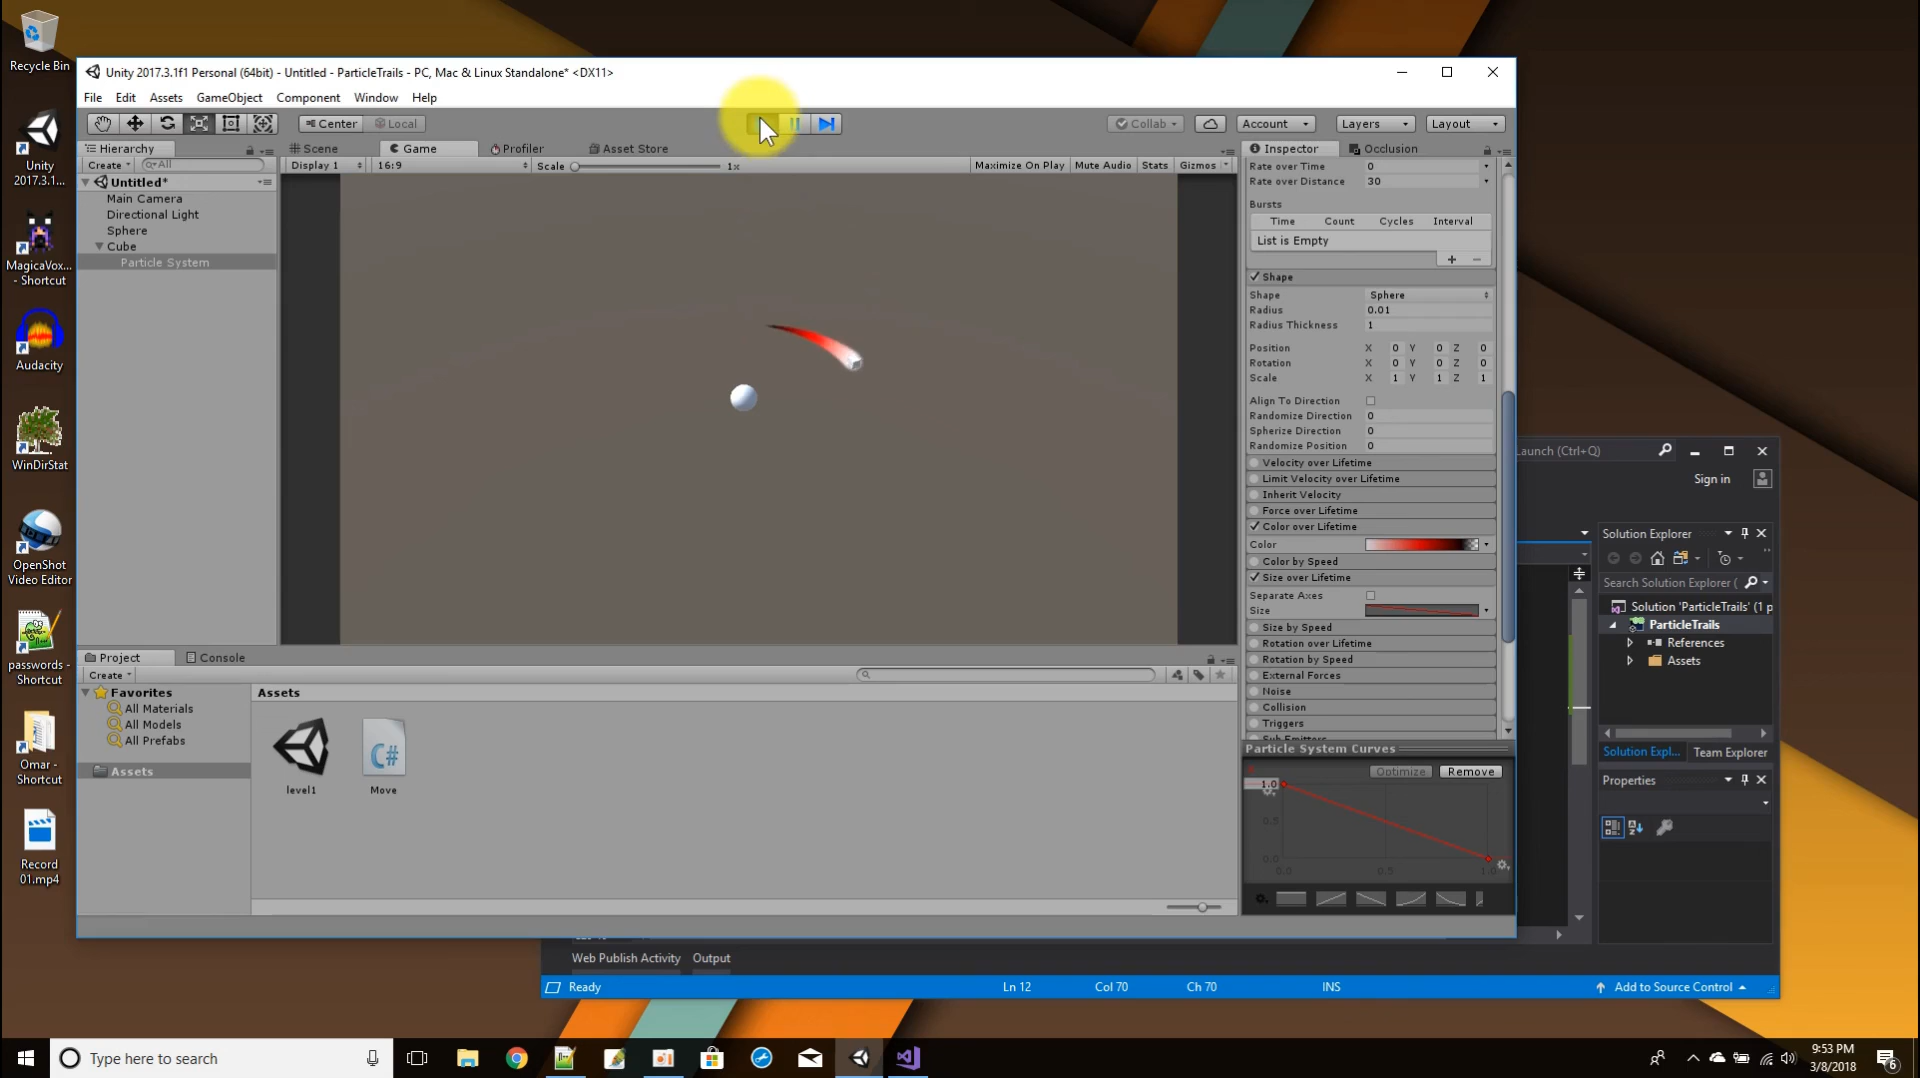 Recycle Bin
Unity
2017.3.1...
MagicaVox...
- Shortcut
Audacity
WinDirStat
OpenShot
Video Editor
passwords -
Shortcut
Omar -
Shortcut
Record
01.mp4
Unity 2017.3.1f1 Personal (64bit) - Untitled - ParticleTrails - PC, Mac & Linux Standalone* <DX11>
File Edit Assets GameObject Component Window Help
Center Local
Collab Account Layers Layout
Hierarchy
Create All
Untitled*
Main Camera
Directional Light
Sphere
Cube
Particle System
Scene Game Profiler Asset Store
Display 1 16:9 Scale 1x Maximize On Play Mute Audio Stats Gizmos
Inspector Occlusion
Rate over Time 0
Rate over Distance 30
Bursts
Time Count Cycles Interval
List is Empty
+ -
Shape
Shape Sphere
Radius 0.01
Radius Thickness 1
Position X 0 Y 0 Z 0
Rotation X 0 Y 0 Z 0
Scale X 1 Y 1 Z 1
Align To Direction
Randomize Direction 0
Spherize Direction 0
Randomize Position 0
Velocity over Lifetime
Limit Velocity over Lifetime
Inherit Velocity
Force over Lifetime
Color over Lifetime
Color
Color by Speed
Size over Lifetime
Separate Axes
Size
Size by Speed
Rotation over Lifetime
Rotation by Speed
External Forces
Noise
Collision
Triggers
Sub Emitters
Particle System Curves
Optimize Remove
1.0
0.5
0.0
0.0 0.5 1.0
Project Console
Create
Favorites
All Materials
All Models
All Prefabs
Assets
Assets
level1
Move
C#
Launch (Ctrl+Q)
Sign in
Solution Explorer
Search Solution Explorer (
Solution 'ParticleTrails' (1 p
ParticleTrails
References
Assets
Solution Expl... Team Explorer
Properties
Web Publish Activity Output
Ready Ln 12 Col 70 Ch 70 INS Add to Source Control
Type here to search
9:53 PM
3/8/2018
6